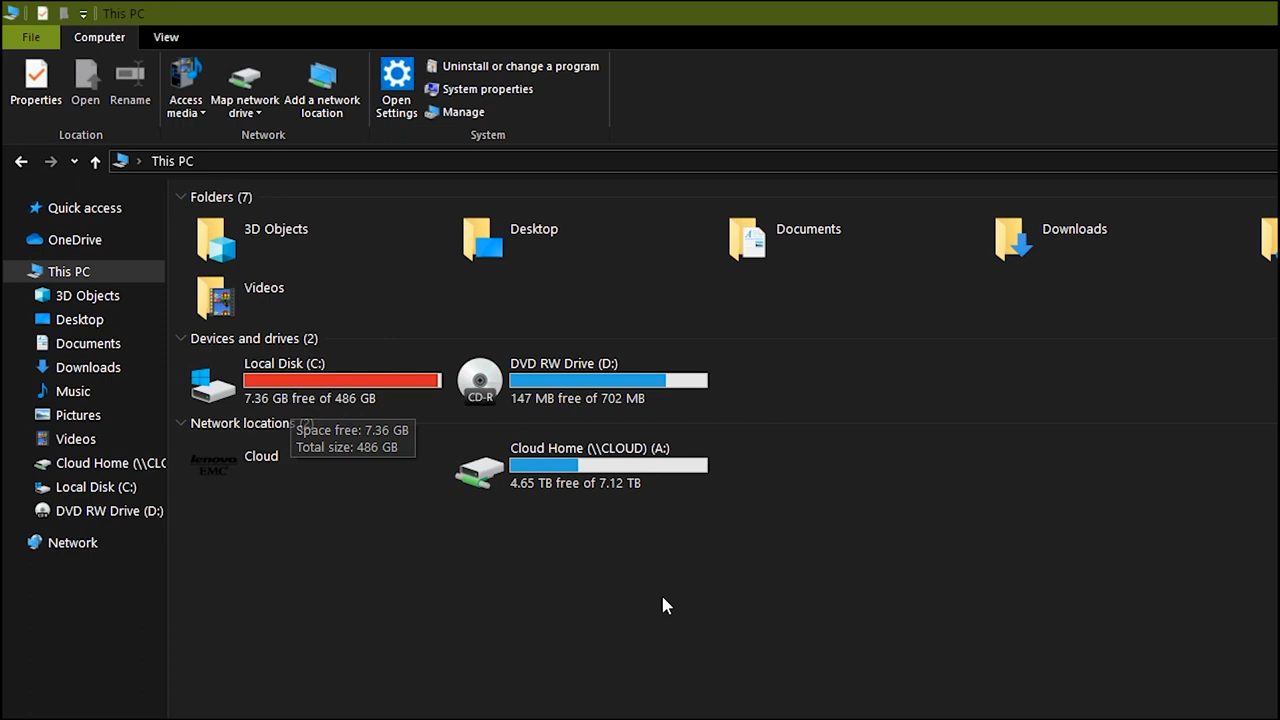 This PC
File
Computer
View
Properties
Open
Rename
Access media
Map network drive
Add a network location
Open Settings
Uninstall or change a program
System properties
Manage
Location
Network
System
This PC
Quick access
OneDrive
This PC
3D Objects
Desktop
Documents
Downloads
Music
Pictures
Videos
Cloud Home (\\CLO
Local Disk (C:)
DVD RW Drive (D:)
Network
Folders (7)
3D Objects
Desktop
Documents
Downloads
Videos
Devices and drives (2)
Local Disk (C:)
7.36 GB free of 486 GB
CD-R
DVD RW Drive (D:)
147 MB free of 702 MB
Network locations (2)
Space free: 7.36 GB
Total size: 486 GB
lenovo
EMC
Cloud
Cloud Home (\\CLOUD) (A:)
4.65 TB free of 7.12 TB